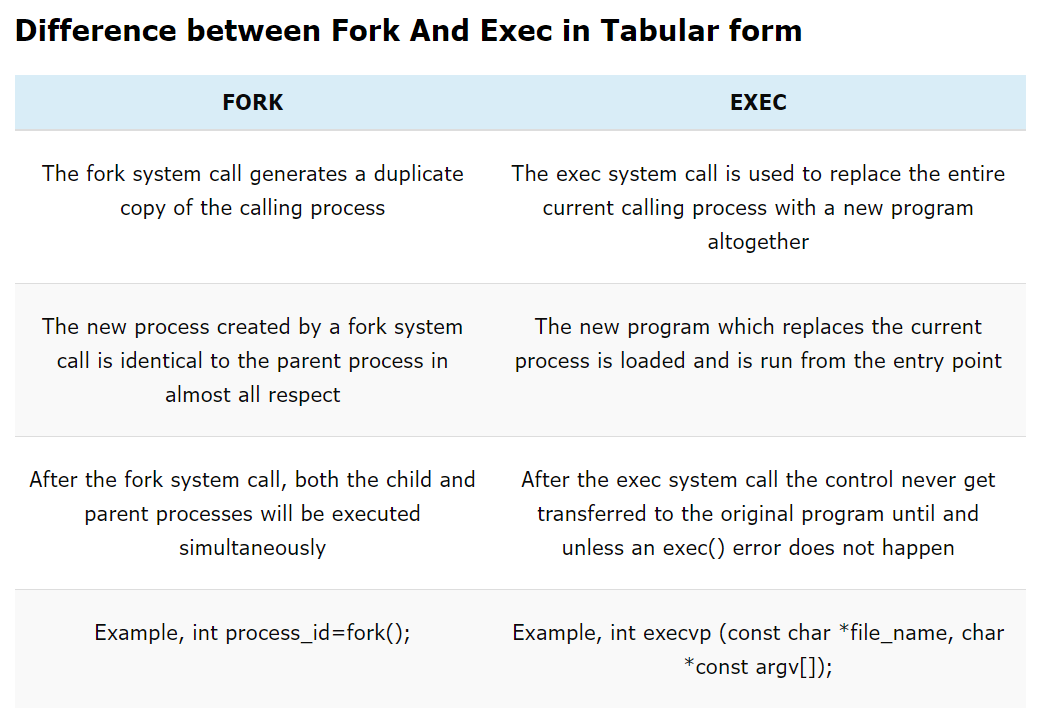 Difference between Fork And Exec in Tabular form
FORK
EXEC
The fork system call generates a duplicate
copy of the calling process
The exec system call is used to replace the entire
current calling process with a new program
altogether
The new process created by a fork system
call is identical to the parent process in
almost all respect
The new program which replaces the current
process is loaded and is run from the entry point
After the fork system call, both the child and
parent processes will be executed
simultaneously
After the exec system call the control never get
transferred to the original program until and
unless an exec() error does not happen
Example, int process_id=fork();
Example, int execvp (const char *file_name, char
*const argv[]);